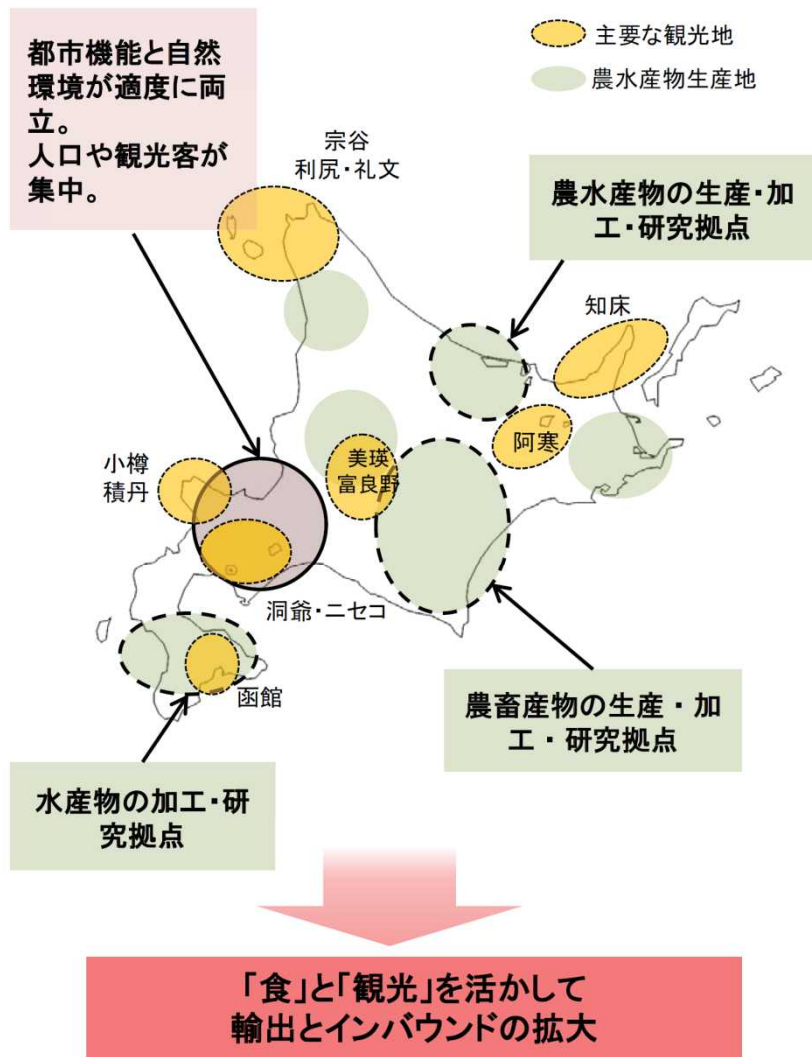 都市機能と自然
環境が適度に両
立。
人口や観光客が
集中。
主要な観光地
農水産物生産地
宗谷
利尻・礼文
農水産物の生産・加
工・研究拠点
知床
阿寒
小樽
積丹
美瑛
富良野
洞爺・ニセコ
函館
農畜産物の生産・加
工・研究拠点
水産物の加工・研
究拠点
「食」と「観光」を活かして
輸出とインバウンドの拡大